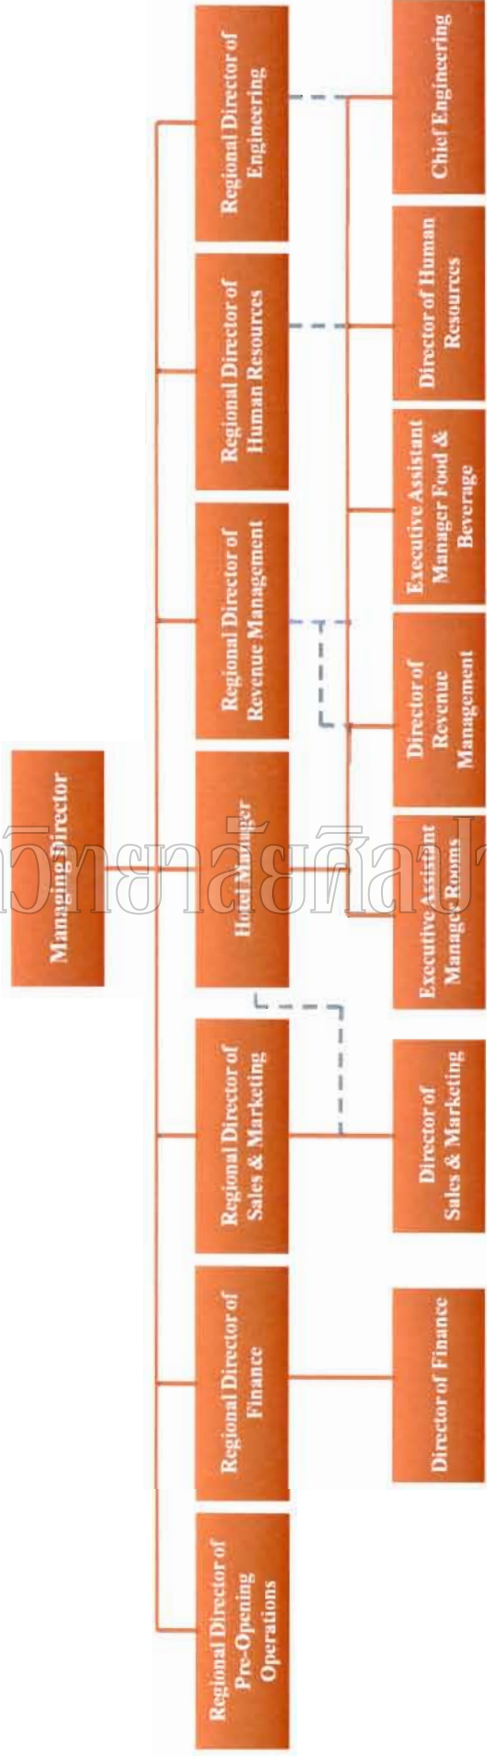 Managing Director
Regional Director of
Pre-Opening
Operations
Regional Director of
Finance
Regional Director of
Sales & Marketing
Hotel Manager
Regional Director of
Revenue Management
Regional Director of
Human Resources
Regional Director of
Engineering
Director of Finance
Director of
Sales & Marketing
Executive Assistant
Manager Rooms
Director of
Revenue
Management
Executive Assistant
Manager Food &
Beverage
Director of Human
Resources
Chief Engineering